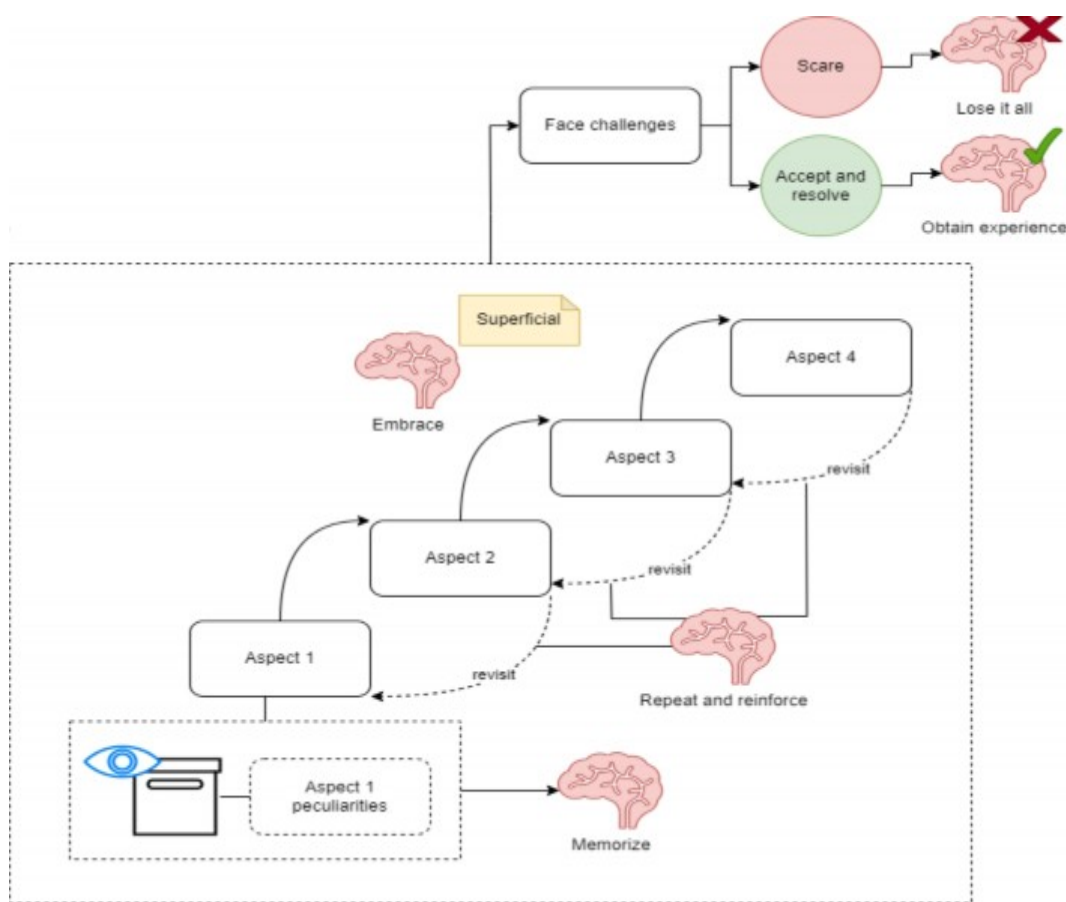 Scare
Lose it all
Face challenges
Accept and
resolve
Obtain experience
Superficial
Embrace
Aspect 4
Aspect 3
revisit
Aspect 2
revisit
Aspect 1
revisit
Repeat and reinforce
Aspect 1
peculiarities
Memorize